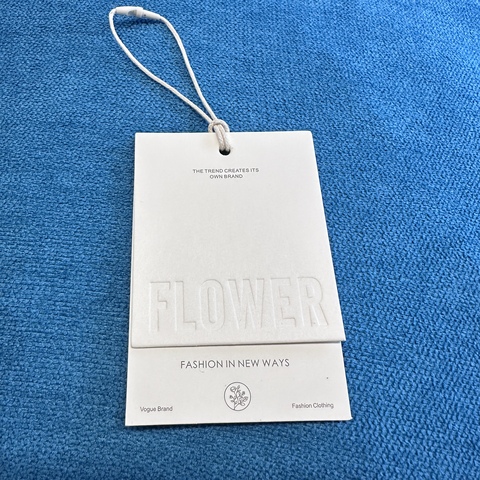 THE TREND CREATES ITS
OWN BRAND
FLOWER
FASHION IN NEW WAYS
Vogue Brand
Fashion Clothing